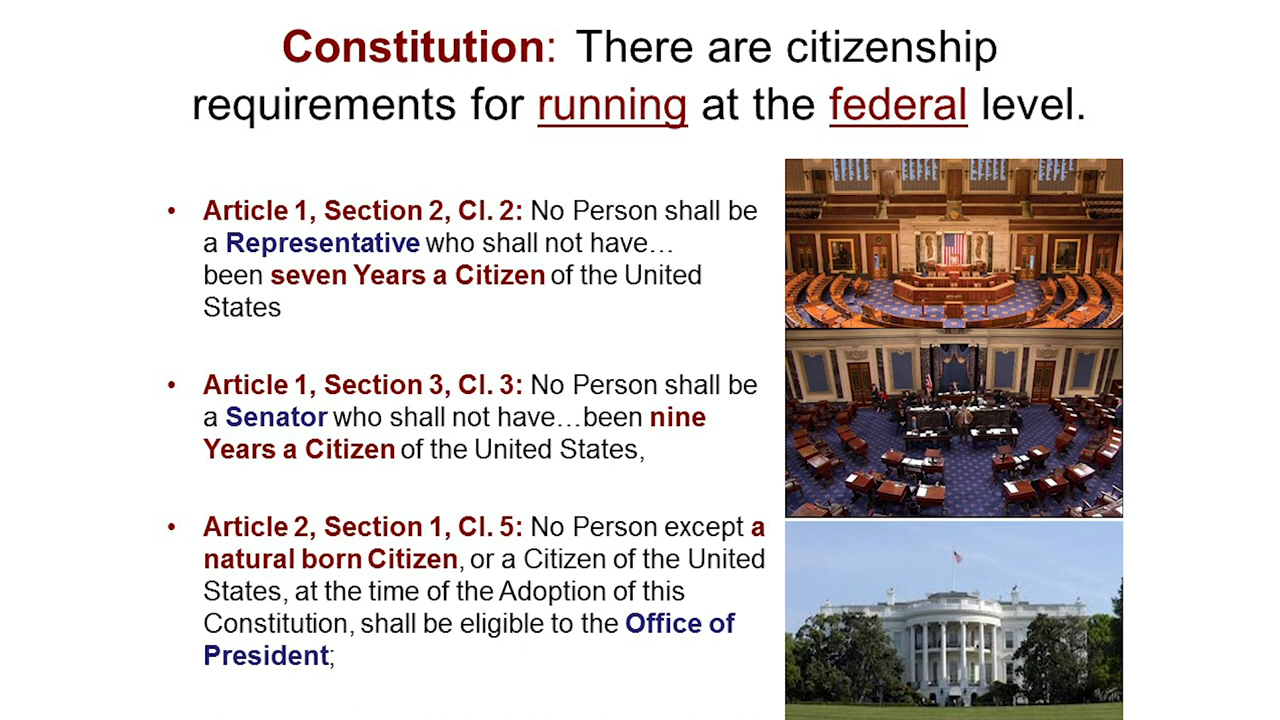 Constitution: There are citizenship
requirements for running at the federal level.
• Article 1, Section 2, Cl. 2: No Person shall be
a Representative who shall not have…
been seven Years a Citizen of the United
States
• Article 1, Section 3, Cl. 3: No Person shall be
a Senator who shall not have…been nine
Years a Citizen of the United States,
• Article 2, Section 1, Cl. 5: No Person except a
natural born Citizen, or a Citizen of the United
States, at the time of the Adoption of this
Constitution, shall be eligible to the Office of
President;